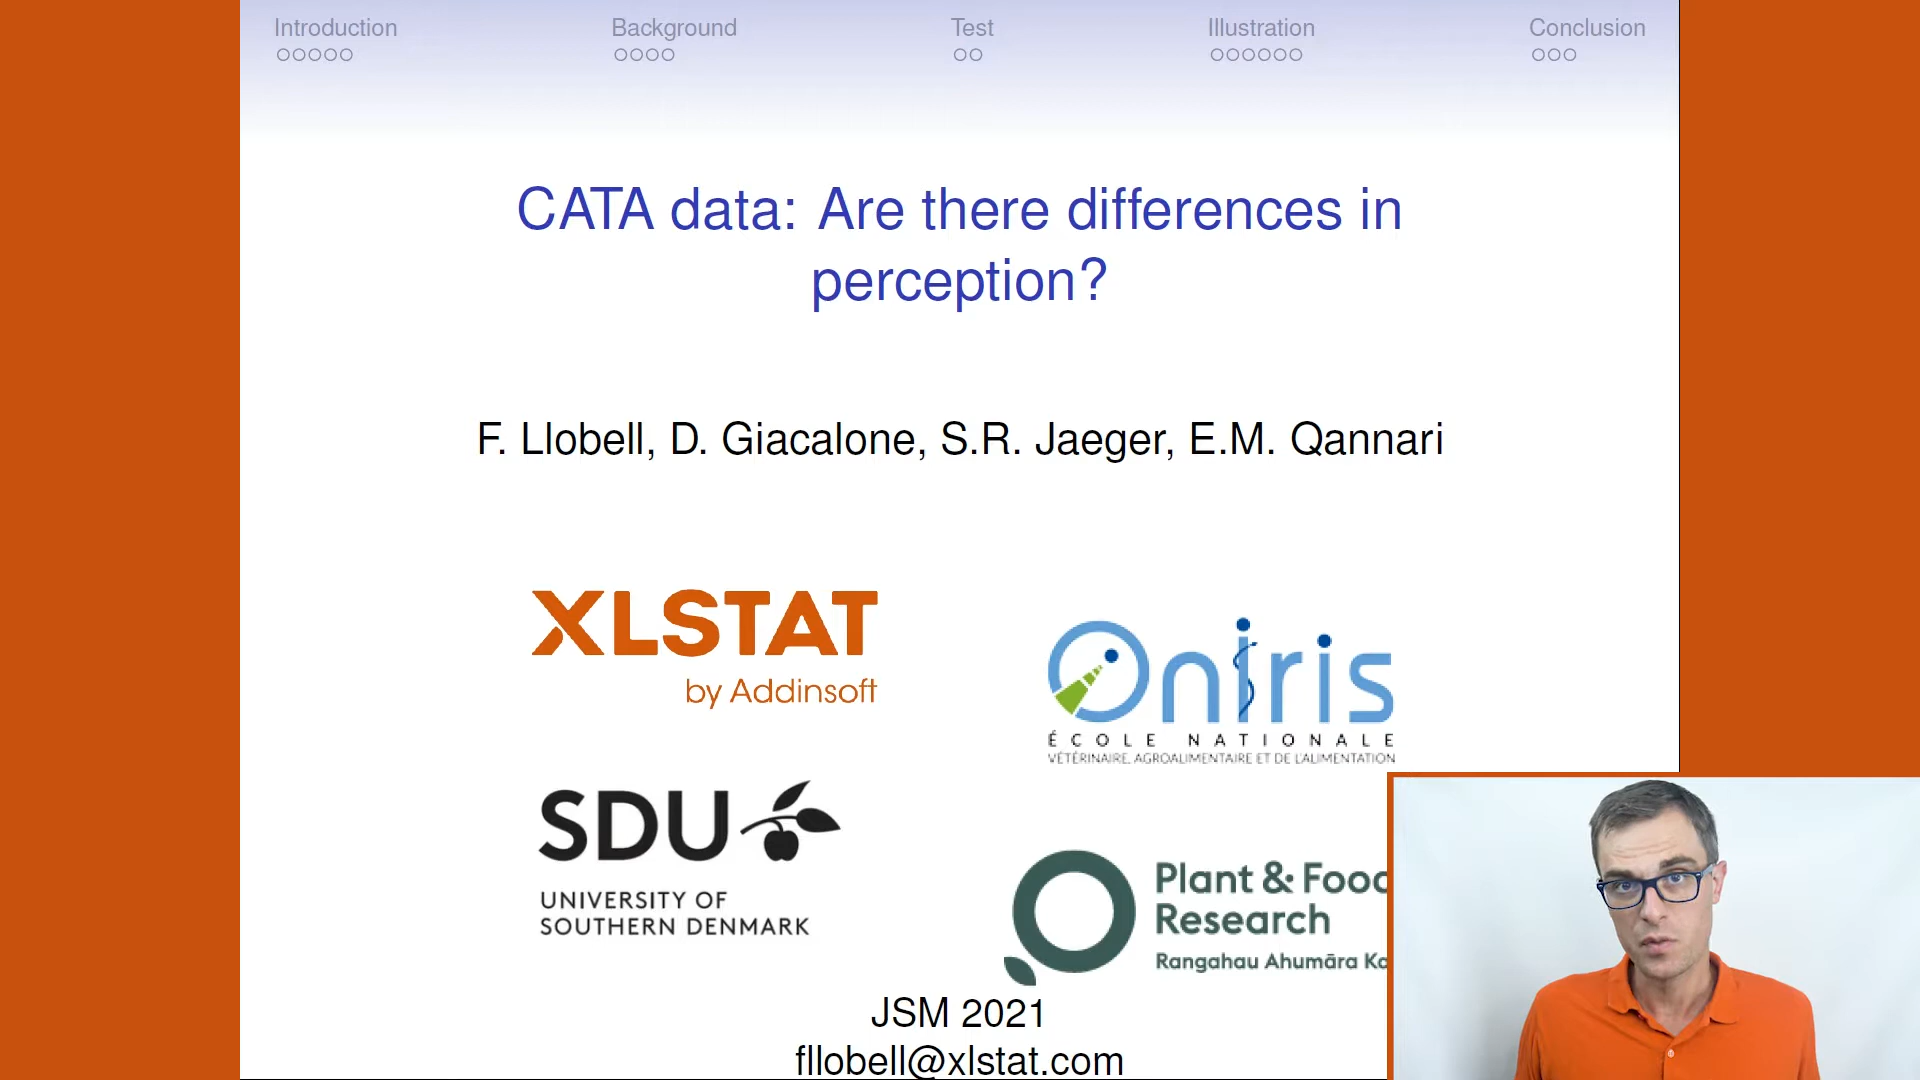 Introduction
Background
Test
Illustration
Conclusion
CATA data: Are there differences in
perception?
F. Llobell, D. Giacalone, S.R. Jaeger, E.M. Qannari
XLSTAT
by Addinsoft
Oniris
ÉCOLE NATIONALE
VÉTÉRINAIRE, AGROALIMENTAIRE ET DE L'ALIMENTATION
SDU
UNIVERSITY OF
SOUTHERN DENMARK
Plant & Food
Research
Rangahau Ahumāra
JSM 2021
fllobell@xlstat.com